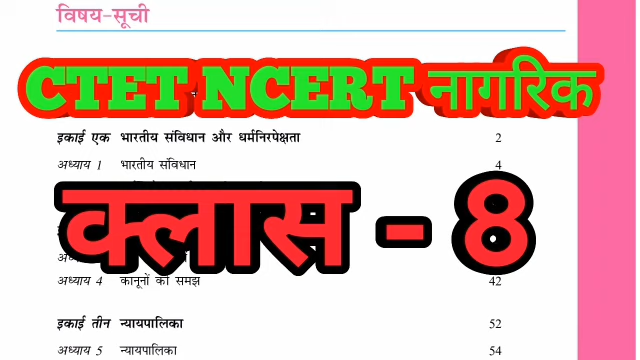 विषय-सूची
CTET NCERT नागरिक
इकाई एक भारतीय संविधान और धर्मनिरपेक्षता 2
अध्याय 1 भारतीय संविधान 4
क्लास - 8
अध्याय 4 कानूनों की समझ 42
इकाई तीन न्यायपालिका 52
अध्याय 5 न्यायपालिका 54